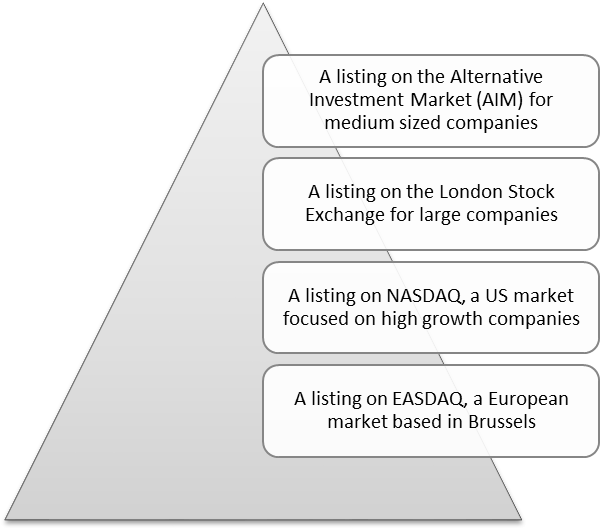 A listing on the Alternative
Investment Market (AIM) for
medium sized companies
A listing on the London Stock
Exchange for large companies
A listing on NASDAQ, a US market
focused on high growth companies
A listing on EASDAQ, a European
market based in Brussels